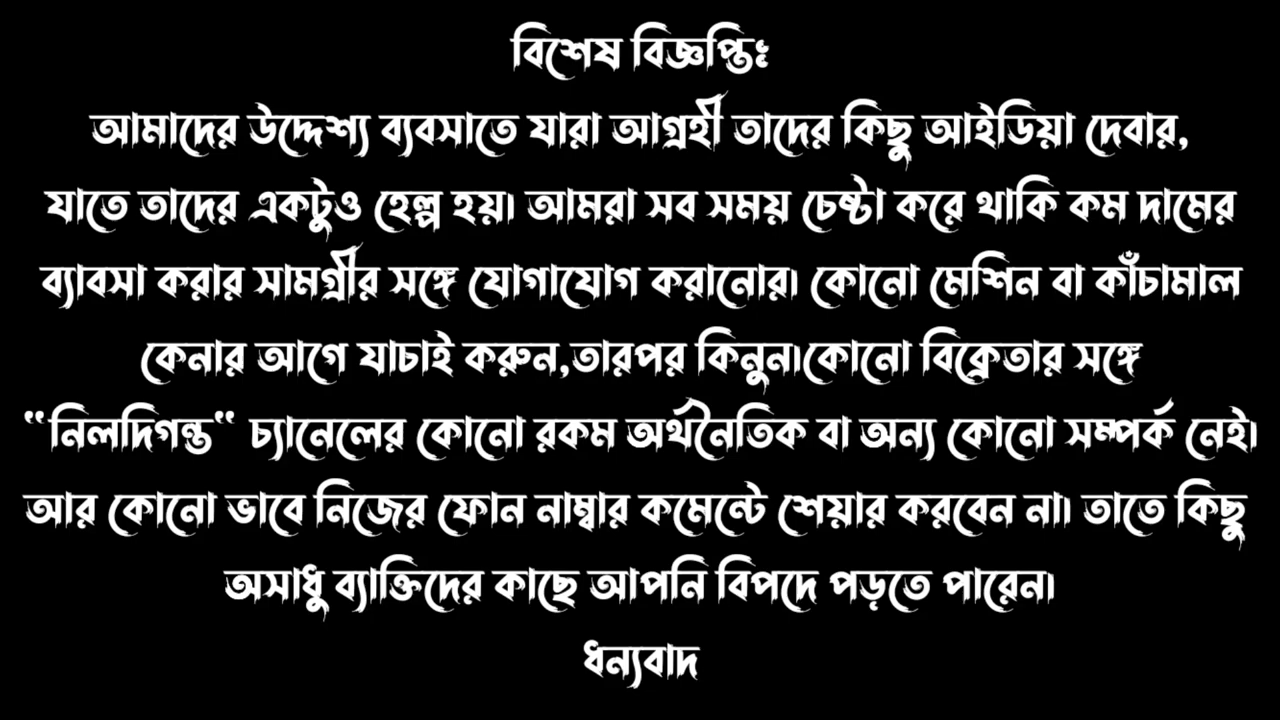 বিশেষ বিজ্ঞপ্তিঃ
আমাদের উদ্দেশ্য ব্যবসাতে যারা আগ্রহী তাদের কিছু আইডিয়া দেবার,
যাতে তাদের একটুও হেল্প হয়। আমরা সব সময় চেষ্টা করে থাকি কম দামের
ব্যাবসা করার সামগ্রীর সঙ্গে যোগাযোগ করানোর। কোনো মেশিন বা কাঁচামাল
কেনার আগে যাচাই করুন,তারপর কিনুন।কোনো বিক্রেতার সঙ্গে
“নিলদিগন্ত“ চ্যানেলের কোনো রকম অর্থনৈতিক বা অন্য কোনো সম্পর্ক নেই।
আর কোনো ভাবে নিজের ফোন নাম্বার কমেন্টে শেয়ার করবেন না। তাতে কিছু
অসাধু ব্যাক্তিদের কাছে আপনি বিপদে পড়তে পারেন।
ধন্যবাদ